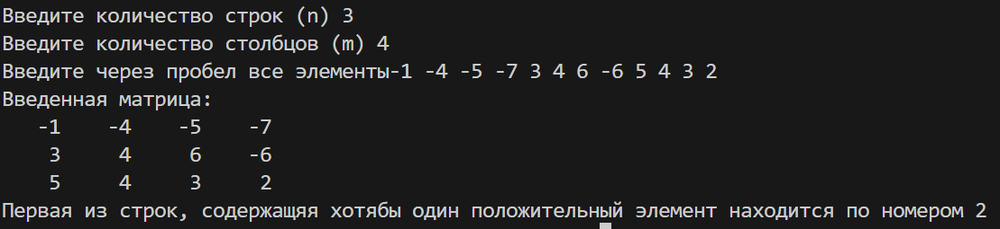 Введите количество строк (n) 3
Введите количество столбцов (m) 4
Введите через пробел все элементы-1 -4 -5 -7 3 4 6 -6 5 4 3 2
Введенная матрица:
-1 -4 -5 -7
3 4 6 -6
5 4 3 2
Первая из строк, содержащяя хотябы один положительный элемент находится по номером 2